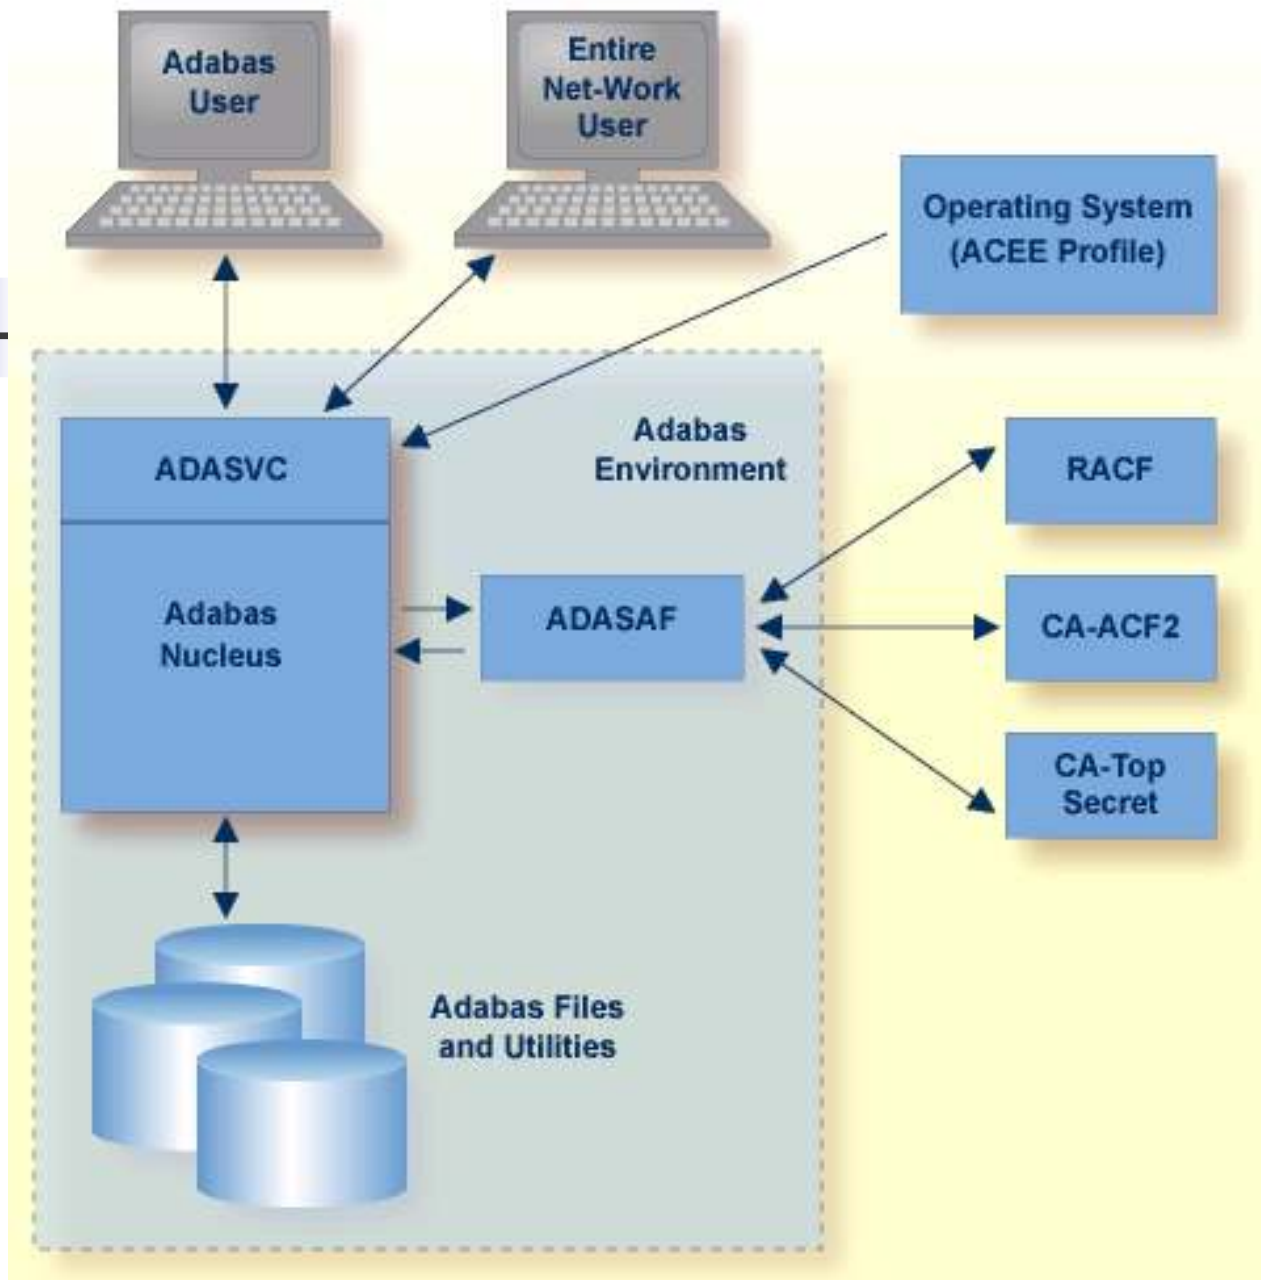 Adabas
User
Entire
Net-Work
User
Operating System
(ACEE Profile)
ADASVC
Adabas
Environment
RACF
Adabas
Nucleus
ADASAF
CA-ACF2
CA-Top
Secret
Adabas Files
and Utilities